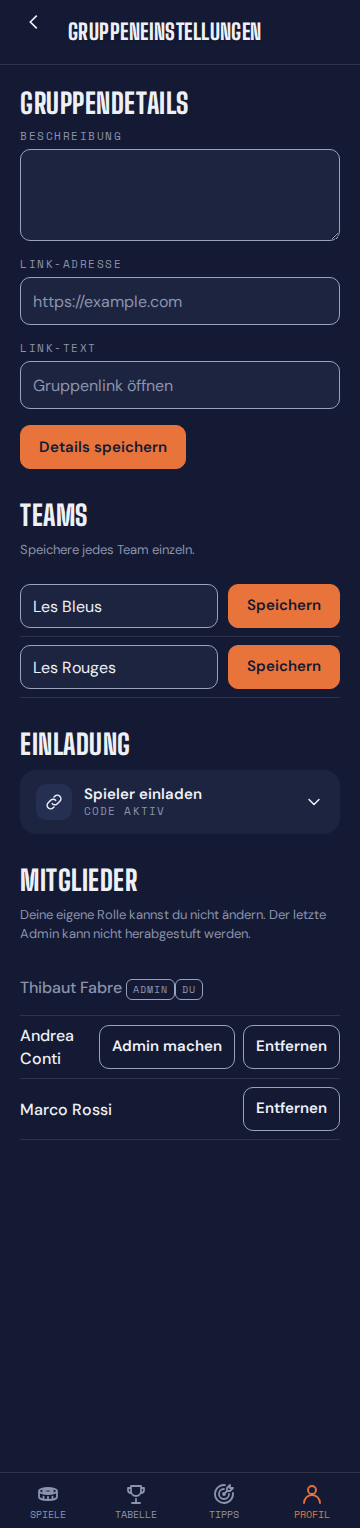 GRUPPENEINSTELLUNGEN
GRUPPENDETAILS
BESCHREIBUNG
LINK-ADRESSE
https://example.com
LINK-TEXT
Gruppenlink öffnen
Details speichern
TEAMS
Speichere jedes Team einzeln.
Les Bleus Speichern
Les Rouges Speichern
EINLADUNG
Spieler einladen
CODE AKTIV
MITGLIEDER
Deine eigene Rolle kannst du nicht ändern. Der letzte
Admin kann nicht herabgestuft werden.
Thibaut Fabre ADMIN DU
Andrea
Conti Admin machen Entfernen
Marco Rossi Entfernen
SPIELE TABELLE TIPPS PROFIL